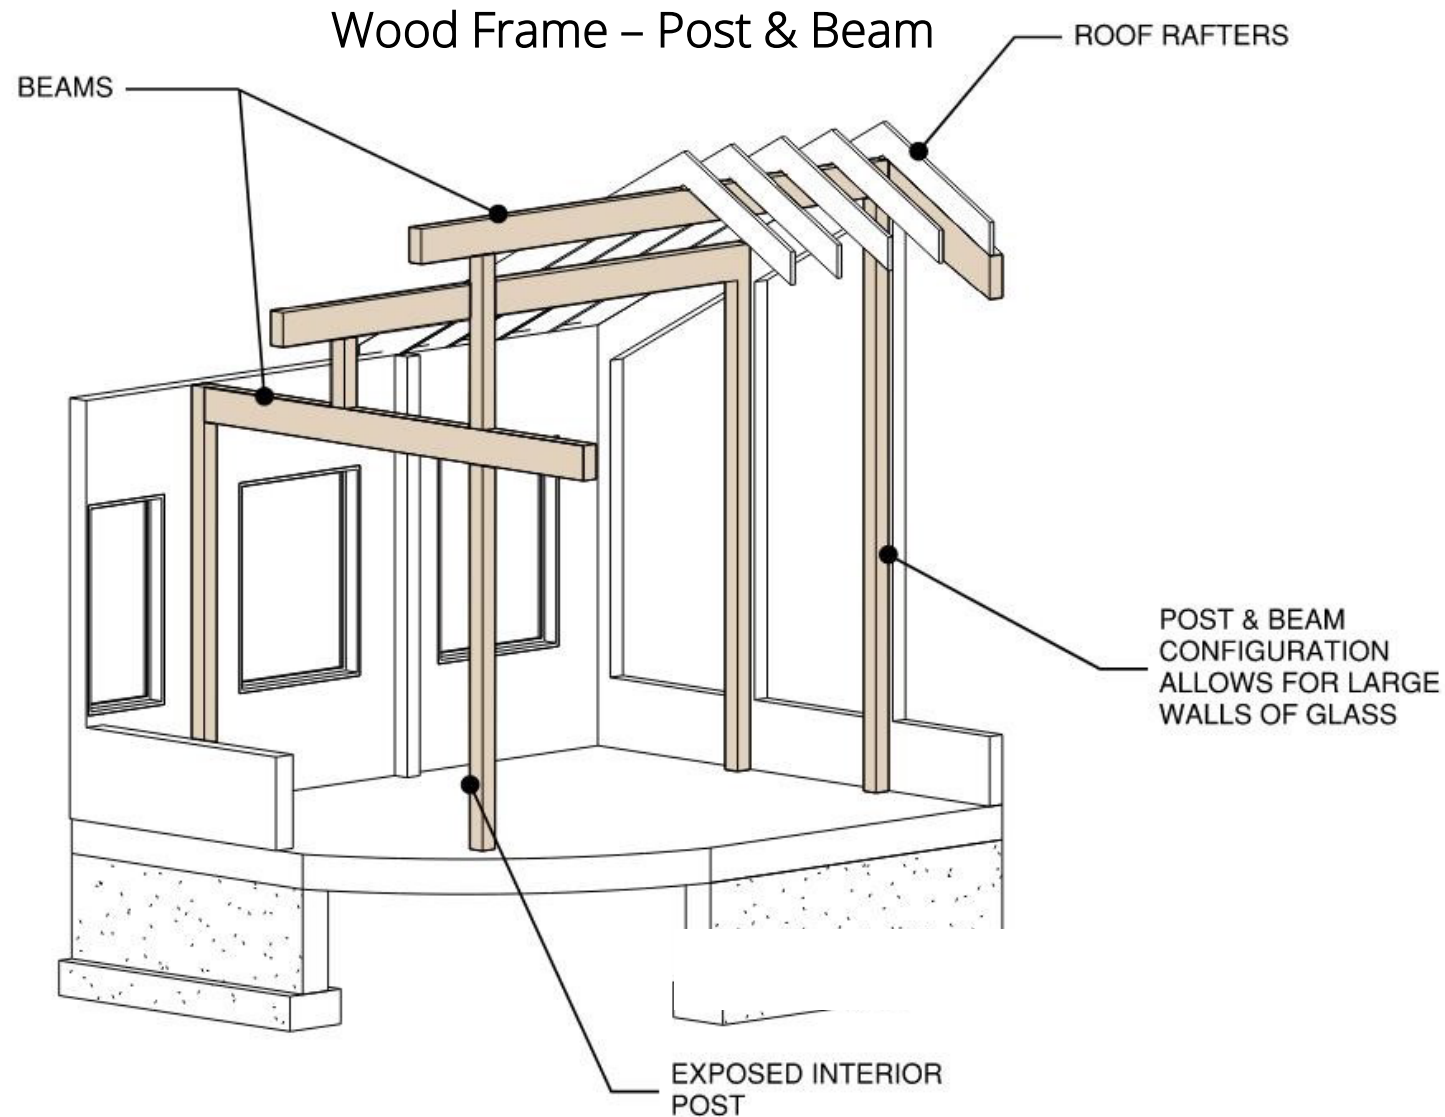 Wood Frame – Post & Beam
ROOF RAFTERS
BEAMS
POST & BEAM
CONFIGURATION
ALLOWS FOR LARGE
WALLS OF GLASS
EXPOSED INTERIOR
POST